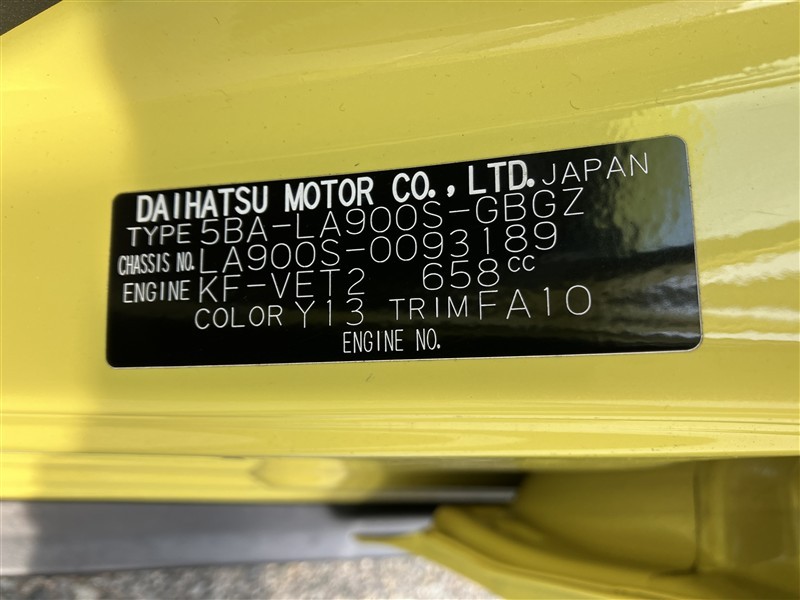 DAIHATSU MOTOR CO., LTD. JAPAN
TYPE 5BA-LA900S-GBGZ
CHASSIS NO. LA900S-0093189
ENGINE KF-VET2 658CC
COLOR Y13 TRIM FA10
ENGINE NO.